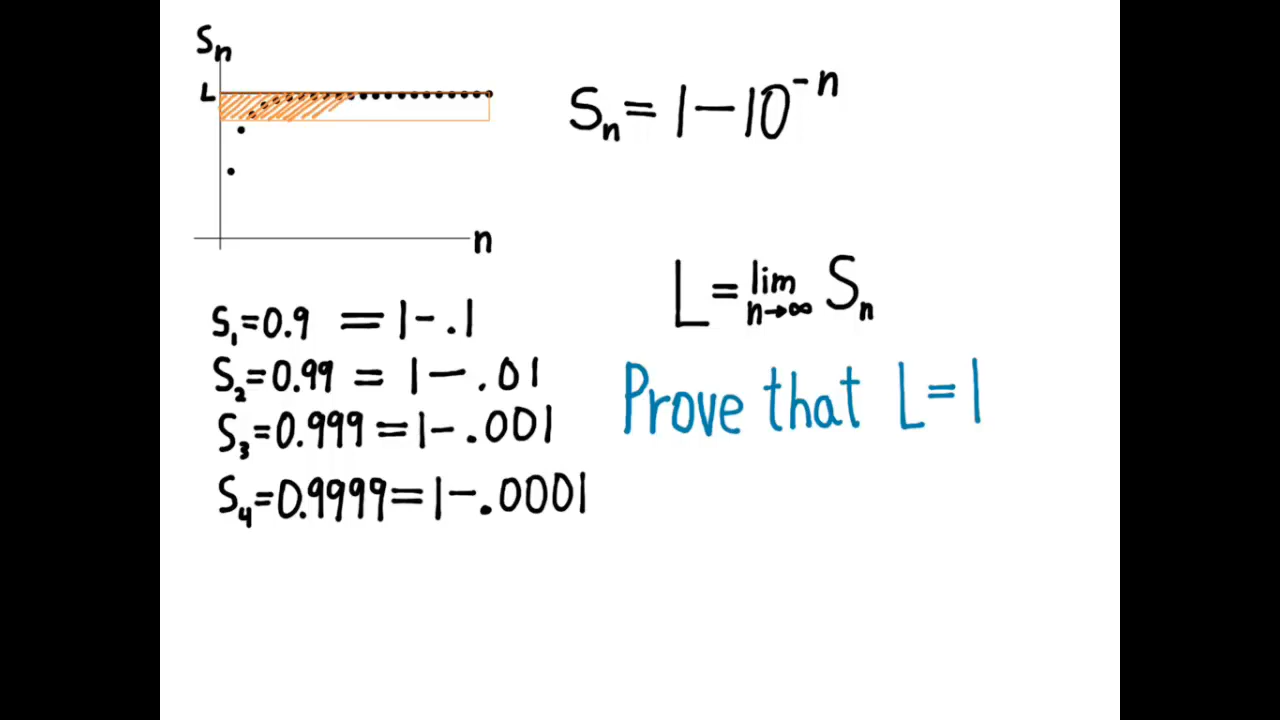 Sₙ
L
n
Sₙ = 1 - 10⁻ⁿ
L = lim n→∞ Sₙ
Prove that L = 1
S₁=0.9 = 1-.1
S₂=0.99 = 1-.01
S₃=0.999 = 1-.001
S₄=0.9999 = 1-.0001